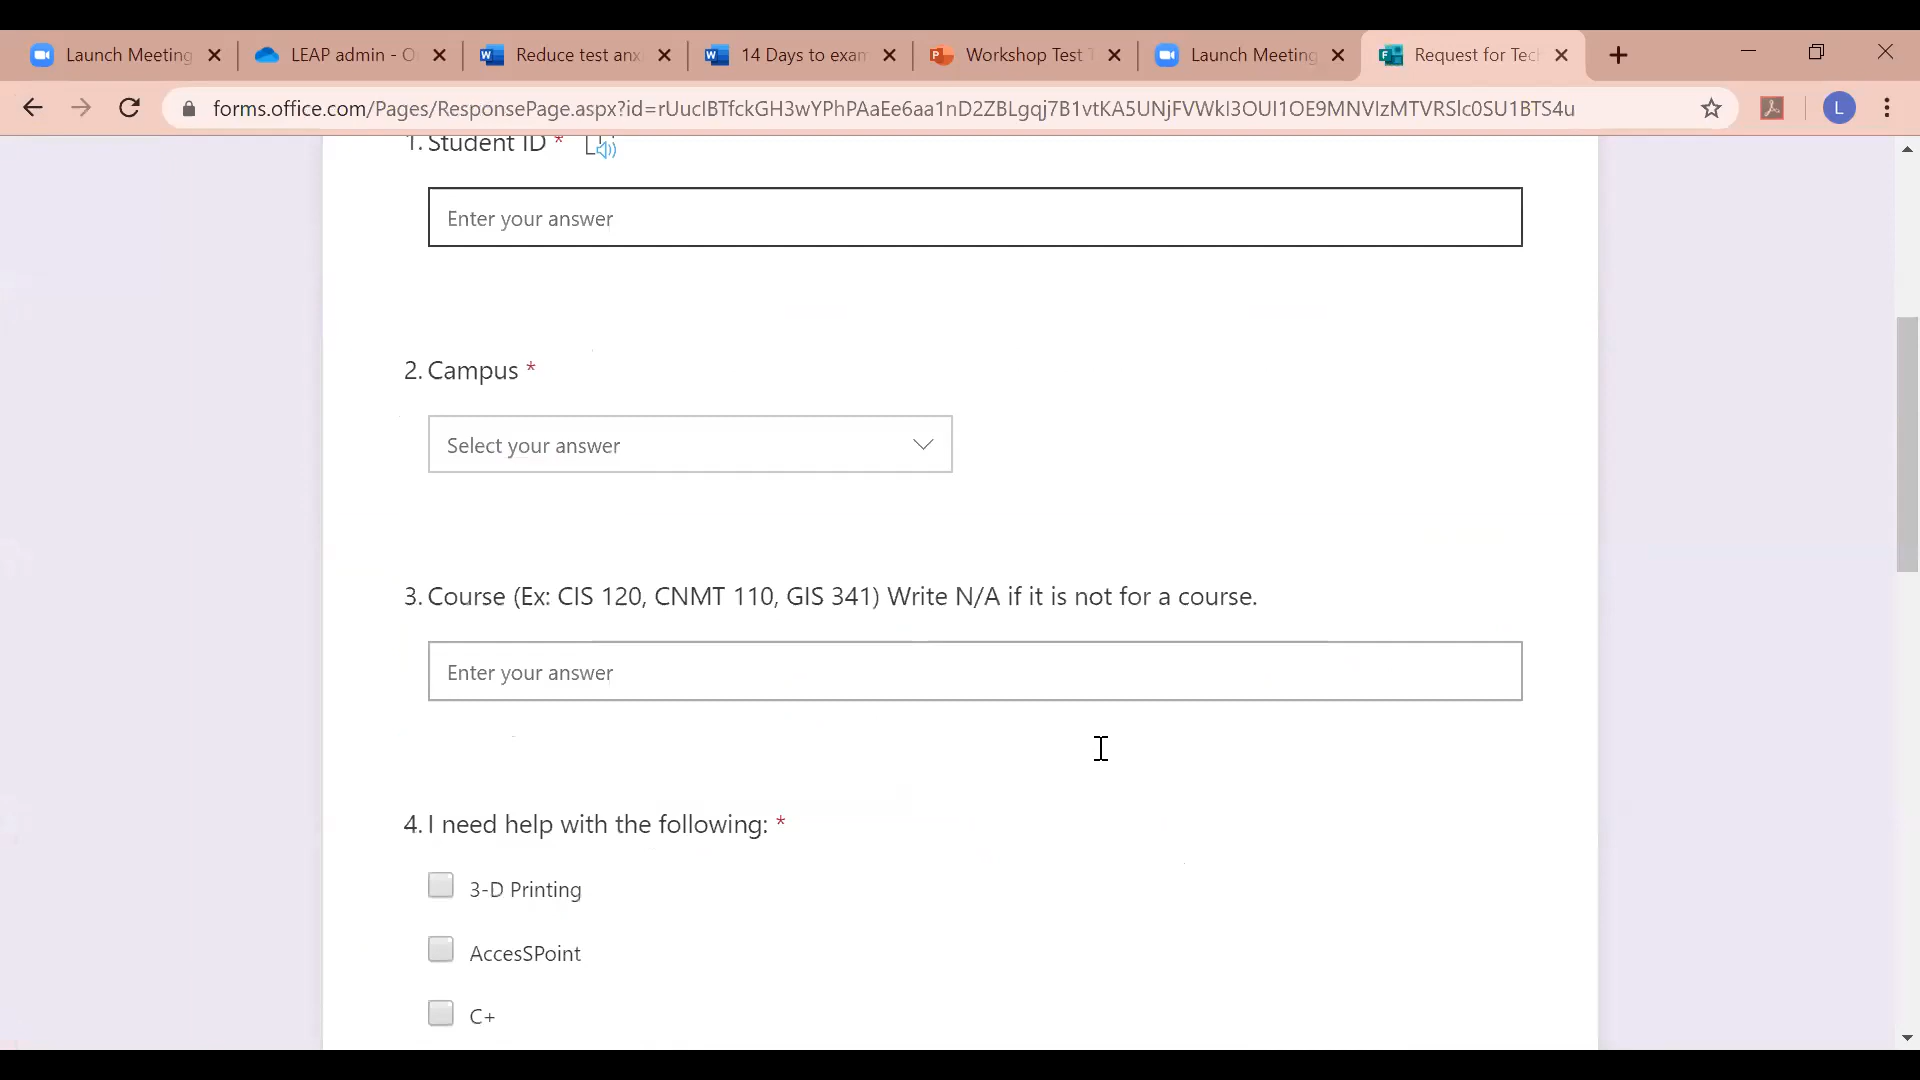 Launch Meeting
LEAP admin - O
Reduce test anx
14 Days to exam
Workshop Test T
Launch Meeting
Request for Tec
forms.office.com/Pages/ResponsePage.aspx?id=rUucIBTfckGH3wYPhPAaEe6aa1nD2ZBLgqj7B1vtKA5UNjFVWkl3OUI1OE9MNVIzMTVRSlc0SU1BTS4u
L
1. Student ID *
Enter your answer
2. Campus *
Select your answer
3. Course (Ex: CIS 120, CNMT 110, GIS 341) Write N/A if it is not for a course.
Enter your answer
4. I need help with the following: *
3-D Printing
AccesSPoint
C+